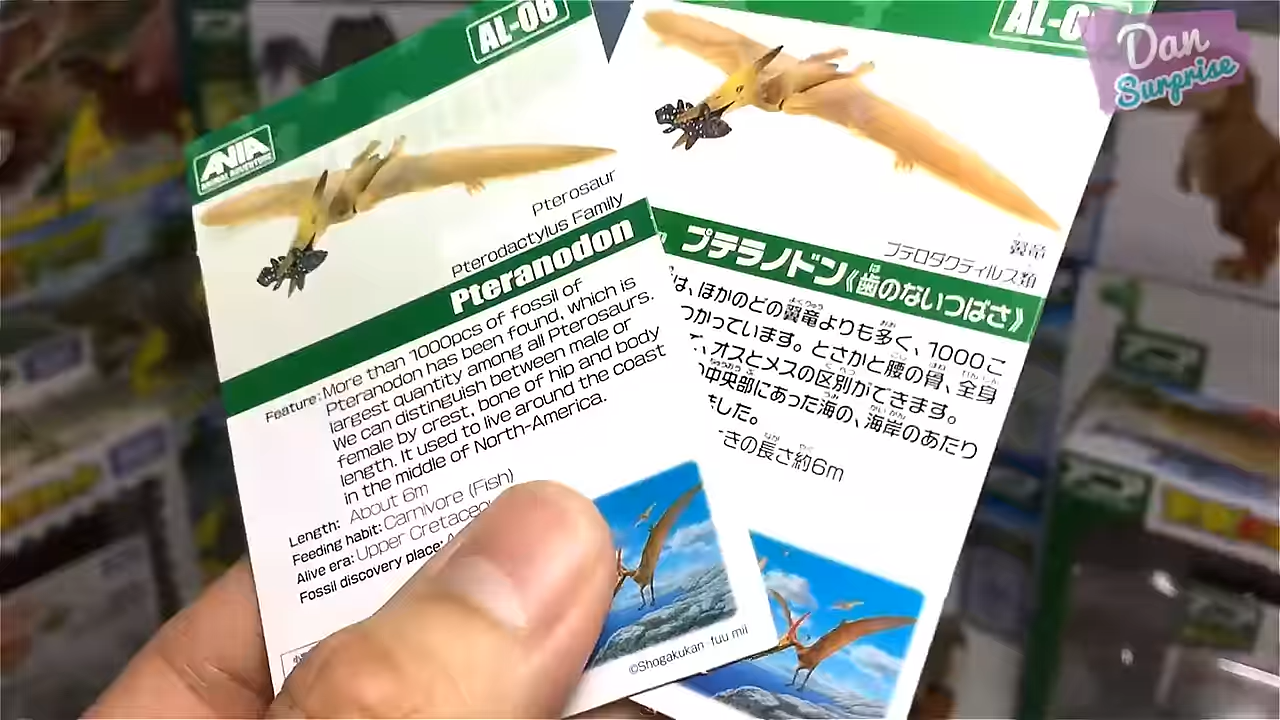 AL-06
ANIA
ANIMAL ADVENTURE
Pterosaur
Pterodactylus Family
Pteranodon
Feature: More than 1000pcs of fossil of
Pteranodon has been found, which is
largest quantity among all Pterosaurs.
We can distinguish between male or
female by crest, bone of hip and body
length. It used to live around the coast
in the middle of North-America.
Length: About 6m
Feeding habit: Carnivore (Fish)
Alive era: Upper Cretaceo
Fossil discovery place:
©Shogakukan fuu mii
AL-0
翼竜
プテロダクティルス類
プテラノドン《歯のないつばさ》
は、ほかのどの翼竜よりも多く、1000こ
つかっています。とさかと腰の骨、全身
、オスとメスの区別ができます。
の中央部にあった海の、海岸のあたり
ました。
さの長さ約6m
Dan
Surprise